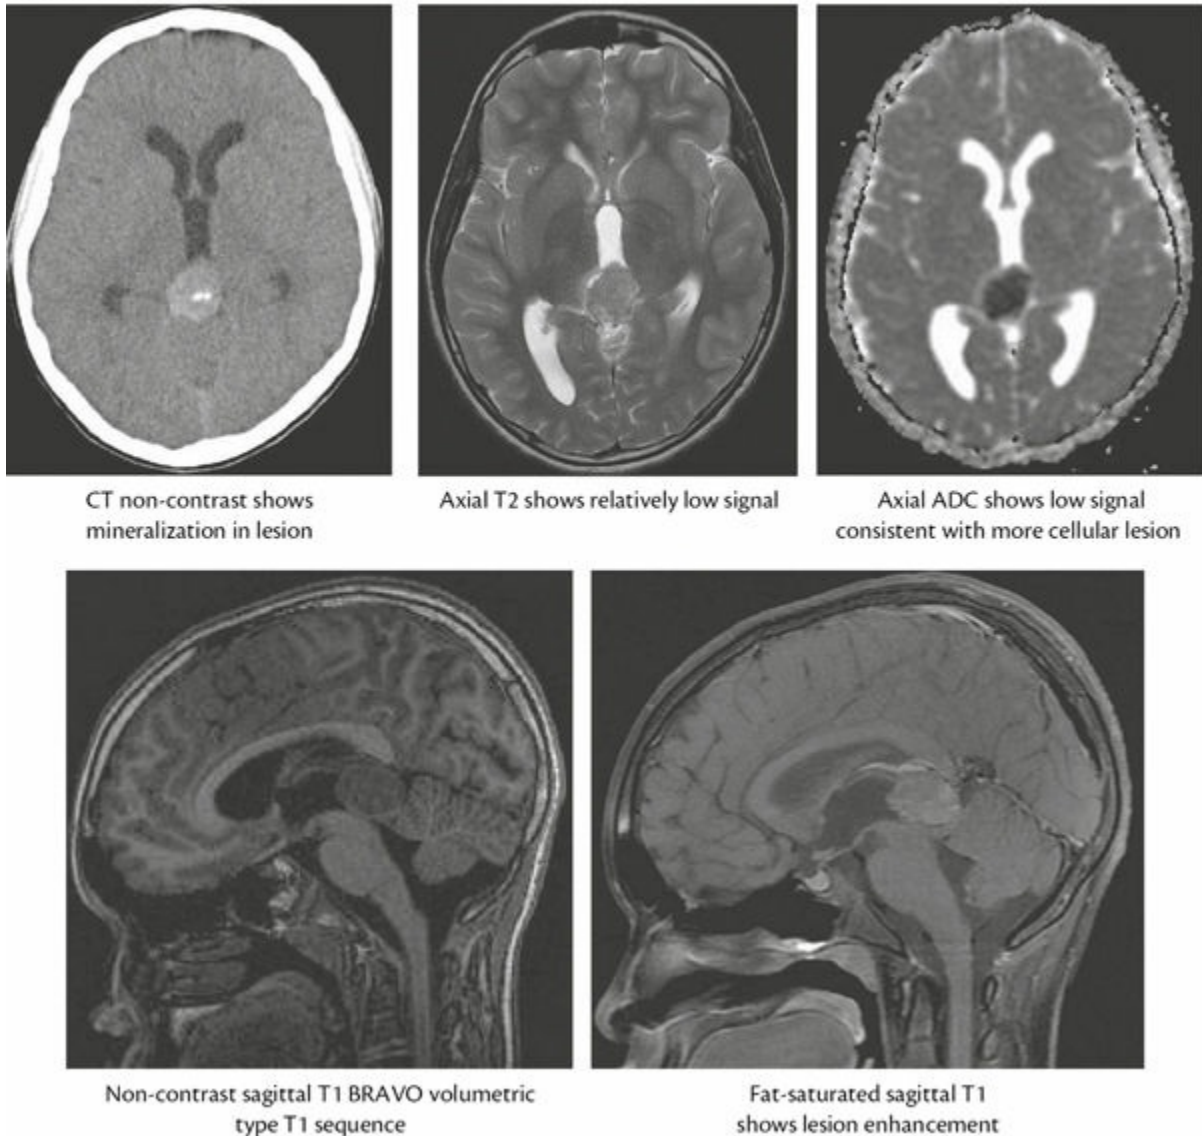 CT non-contrast shows
mineralization in lesion
Axial T2 shows relatively low signal
Axial ADC shows low signal
consistent with more cellular lesion
Non-contrast sagittal T1 BRAVO volumetric
type T1 sequence
Fat-saturated sagittal T1
shows lesion enhancement